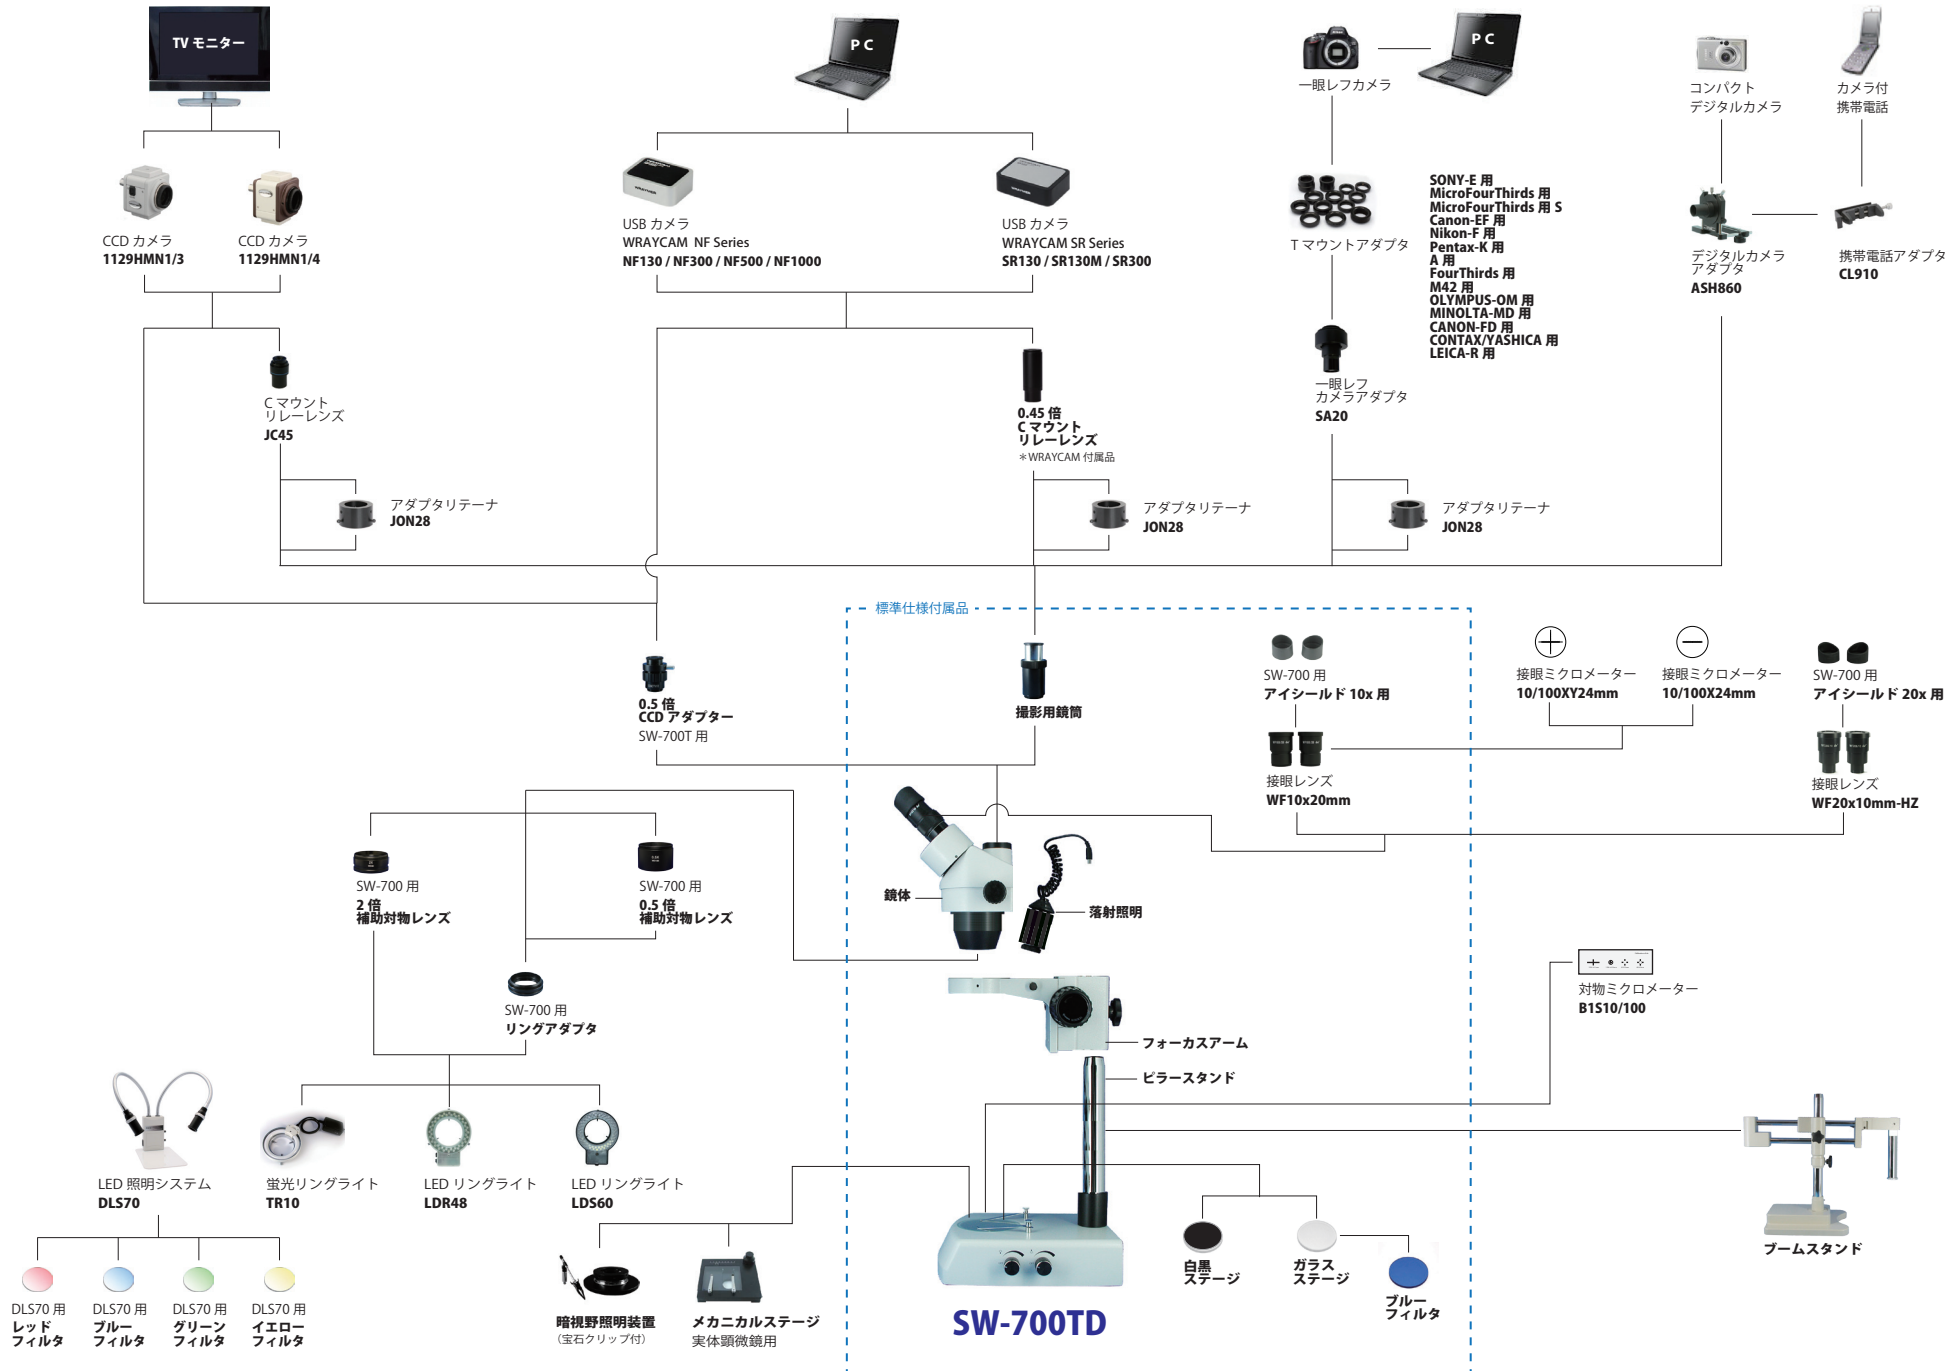 TV モニター
P C
P C
一眼レフカメラ
コンパクト
デジタルカメラ
カメラ付
携帯電話
CCD カメラ
1129HMN1/3
CCD カメラ
1129HMN1/4
USB カメラ
WRAYCAM NF Series
NF130 / NF300 / NF500 / NF1000
USB カメラ
WRAYCAM SR Series
SR130 / SR130M / SR300
T マウントアダプタ
SONY-E 用
MicroFourThirds 用
MicroFourThirds 用 S
Canon-EF 用
Nikon-F 用
Pentax-K 用
A 用
FourThirds 用
M42 用
OLYMPUS-OM 用
MINOLTA-MD 用
CANON-FD 用
CONTAX/YASHICA 用
LEICA-R 用
デジタルカメラ
アダプタ
ASH860
携帯電話アダプタ
CL910
C マウント
リレーレンズ
JC45
0.45 倍
C マウント
リレーレンズ
＊WRAYCAM 付属品
一眼レフ
カメラアダプタ
SA20
アダプタリテーナ
JON28
アダプタリテーナ
JON28
アダプタリテーナ
JON28
標準仕様付属品
0.5 倍
CCD アダプター
SW-700T 用
撮影用鏡筒
SW-700 用
アイシールド 10x 用
接眼ミクロメーター
10/100XY24mm
接眼ミクロメーター
10/100X24mm
SW-700 用
アイシールド 20x 用
接眼レンズ
WF10x20mm
接眼レンズ
WF20x10mm-HZ
SW-700 用
2 倍
補助対物レンズ
SW-700 用
0.5 倍
補助対物レンズ
鏡体
落射照明
SW-700 用
リングアダプタ
対物ミクロメーター
B1S10/100
フォーカスアーム
ピラースタンド
LED 照明システム
DLS70
蛍光リングライト
TR10
LED リングライト
LDR48
LED リングライト
LDS60
ブームスタンド
白黒
ステージ
ガラス
ステージ
ブルー
フィルタ
DLS70 用
レッド
フィルタ
DLS70 用
ブルー
フィルタ
DLS70 用
グリーン
フィルタ
DLS70 用
イエロー
フィルタ
暗視野照明装置
（宝石クリップ付）
メカニカルステージ
実体顕微鏡用
SW-700TD